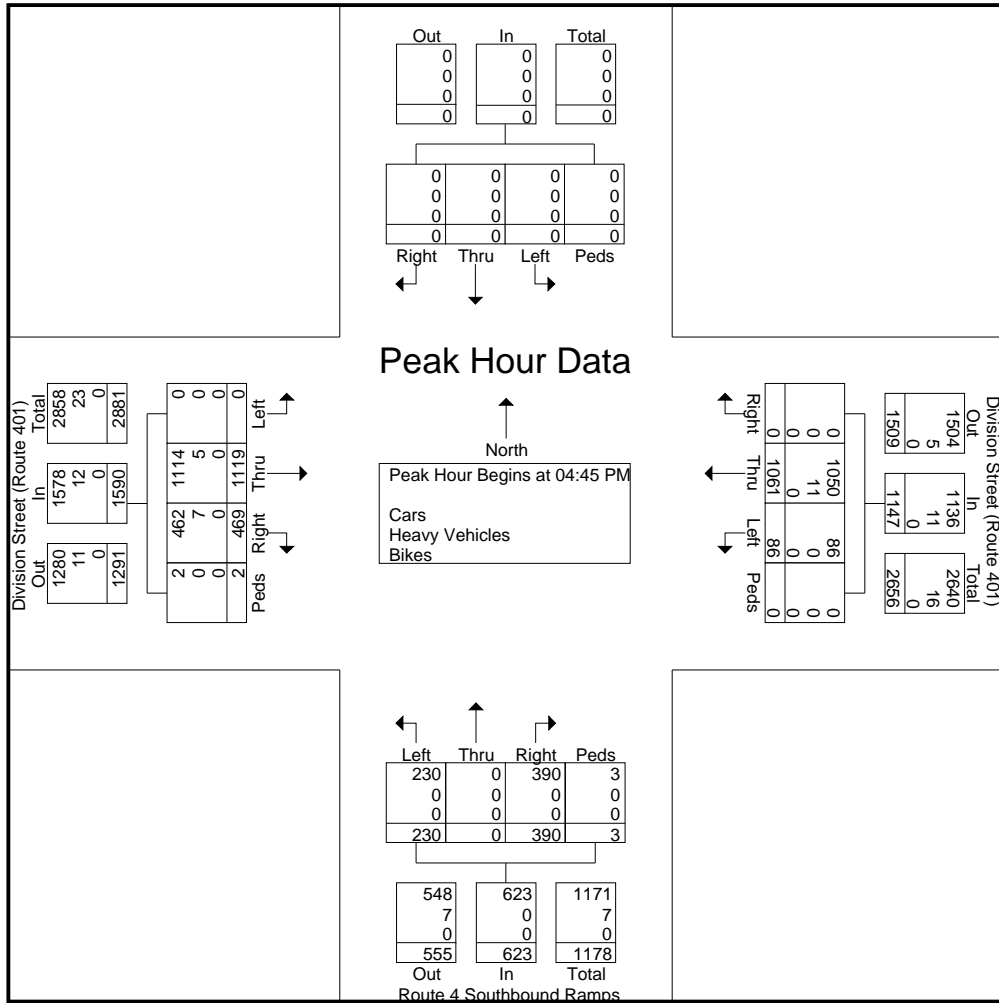 Out In Total
0 0 0
0 0 0
0 0 0
0 0 0
0 0 0 0
0 0 0 0
0 0 0 0
0 0 0 0
Right Thru Left Peds
Peak Hour Data
North
Peak Hour Begins at 04:45 PM
Cars
Heavy Vehicles
Bikes
Division Street (Route 401)
Out In Total
1280 1578 2858
11 12 23
0 0 0
1291 1590 2881
2 462 1114 0
0 7 5 0
0 0 0 0
2 469 1119 0
Peds Right Thru Left
Division Street (Route 401)
Out In Total
1504 1136 2640
5 11 16
0 0 0
1509 1147 2656
0 1050 86 0
0 11 0 0
0 0 0 0
0 1061 86 0
Right Thru Left Peds
Left Thru Right Peds
230 0 390 3
0 0 0 0
0 0 0 0
230 0 390 3
548 623 1171
7 0 7
0 0 0
555 623 1178
Out In Total
Route 4 Southbound Ramps